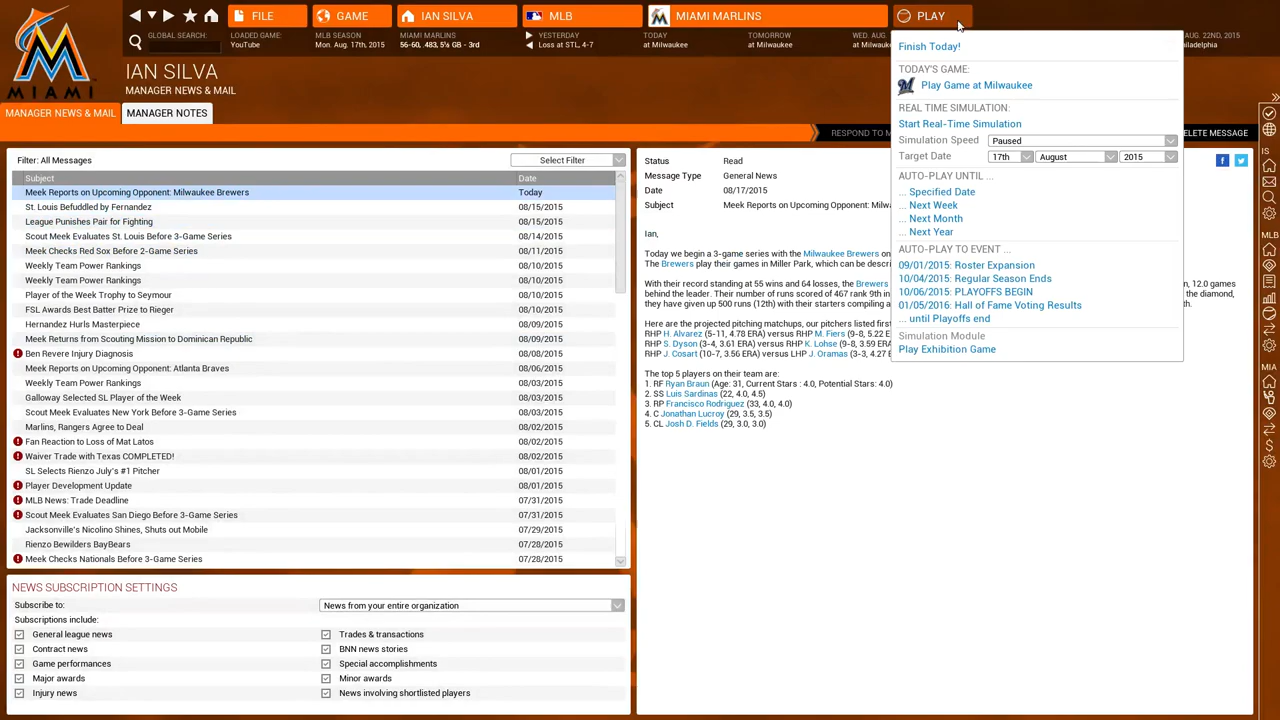 FILE
GAME
IAN SILVA
MLB
MIAMI MARLINS
PLAY
GLOBAL SEARCH:
LOADED GAME:
YouTube
MLB SEASON
Mon. Aug. 17th, 2015
MIAMI MARLINS
56-60, .483, 5½ GB - 3rd
YESTERDAY
Loss at STL, 4-7
TODAY
at Milwaukee
TOMORROW
at Milwaukee
WED. AUG.
at Milwauk
SAT. AUG. 22ND, 2015
MIAMI
IAN SILVA
MANAGER NEWS & MAIL
MANAGER NEWS & MAIL
MANAGER NOTES
RESPOND TO M
DELETE MESSAGE
Finish Today!
TODAY'S GAME:
Play Game at Milwaukee
REAL TIME SIMULATION:
Start Real-Time Simulation
Simulation Speed Paused
Target Date 17th August 2015
AUTO-PLAY UNTIL ...
... Specified Date
... Next Week
... Next Month
... Next Year
AUTO-PLAY TO EVENT ...
09/01/2015: Roster Expansion
10/04/2015: Regular Season Ends
10/06/2015: PLAYOFFS BEGIN
01/05/2016: Hall of Fame Voting Results
... until Playoffs end
Simulation Module
Play Exhibition Game
Filter: All Messages
Select Filter
Subject Date
Meek Reports on Upcoming Opponent: Milwaukee Brewers Today
St. Louis Befuddled by Fernandez 08/15/2015
League Punishes Pair for Fighting 08/15/2015
Scout Meek Evaluates St. Louis Before 3-Game Series 08/14/2015
Meek Checks Red Sox Before 2-Game Series 08/11/2015
Weekly Team Power Rankings 08/10/2015
Weekly Team Power Rankings 08/10/2015
Player of the Week Trophy to Seymour 08/10/2015
FSL Awards Best Batter Prize to Rieger 08/10/2015
Hernandez Hurls Masterpiece 08/09/2015
Meek Returns from Scouting Mission to Dominican Republic 08/09/2015
Ben Revere Injury Diagnosis 08/08/2015
Meek Reports on Upcoming Opponent: Atlanta Braves 08/06/2015
Weekly Team Power Rankings 08/03/2015
Galloway Selected SL Player of the Week 08/03/2015
Scout Meek Evaluates New York Before 3-Game Series 08/03/2015
Marlins, Rangers Agree to Deal 08/02/2015
Fan Reaction to Loss of Mat Latos 08/02/2015
Waiver Trade with Texas COMPLETED! 08/02/2015
SL Selects Rienzo July's #1 Pitcher 08/01/2015
Player Development Update 08/01/2015
MLB News: Trade Deadline 07/31/2015
Scout Meek Evaluates San Diego Before 3-Game Series 07/31/2015
Jacksonville's Nicolino Shines, Shuts out Mobile 07/29/2015
Rienzo Bewilders BayBears 07/28/2015
Meek Checks Nationals Before 3-Game Series 07/28/2015
Status Read
Message Type General News
Date 08/17/2015
Subject Meek Reports on Upcoming Opponent: Milwau
Ian,
Today we begin a 3-game series with the Milwaukee Brewers on
The Brewers play their games in Miller Park, which can be descri
With their record standing at 55 wins and 64 losses, the Brewers
, 12.0 games
behind the leader. Their number of runs scored of 467 rank 9th in
the diamond,
they have given up 500 runs (12th) with their starters compiling a
Here are the projected pitching matchups, our pitchers listed first
RHP H. Alvarez (5-11, 4.78 ERA) versus RHP M. Fiers (9-8, 5.22 E
RHP S. Dyson (3-4, 3.61 ERA) versus RHP K. Lohse (9-8, 3.59 ER
RHP J. Cosart (10-7, 3.56 ERA) versus LHP J. Oramas (3-3, 4.27 E
The top 5 players on their team are:
1. RF Ryan Braun (Age: 31, Current Stars : 4.0, Potential Stars: 4.0)
2. SS Luis Sardinas (22, 4.0, 4.5)
3. RP Francisco Rodriguez (33, 4.0, 4.0)
4. C Jonathan Lucroy (29, 3.5, 3.5)
5. CL Josh D. Fields (29, 3.0, 3.0)
NEWS SUBSCRIPTION SETTINGS
Subscribe to: News from your entire organization
Subscriptions include:
General league news Trades & transactions
Contract news BNN news stories
Game performances Special accomplishments
Major awards Minor awards
Injury news News involving shortlisted players
IS
MLB
MIA